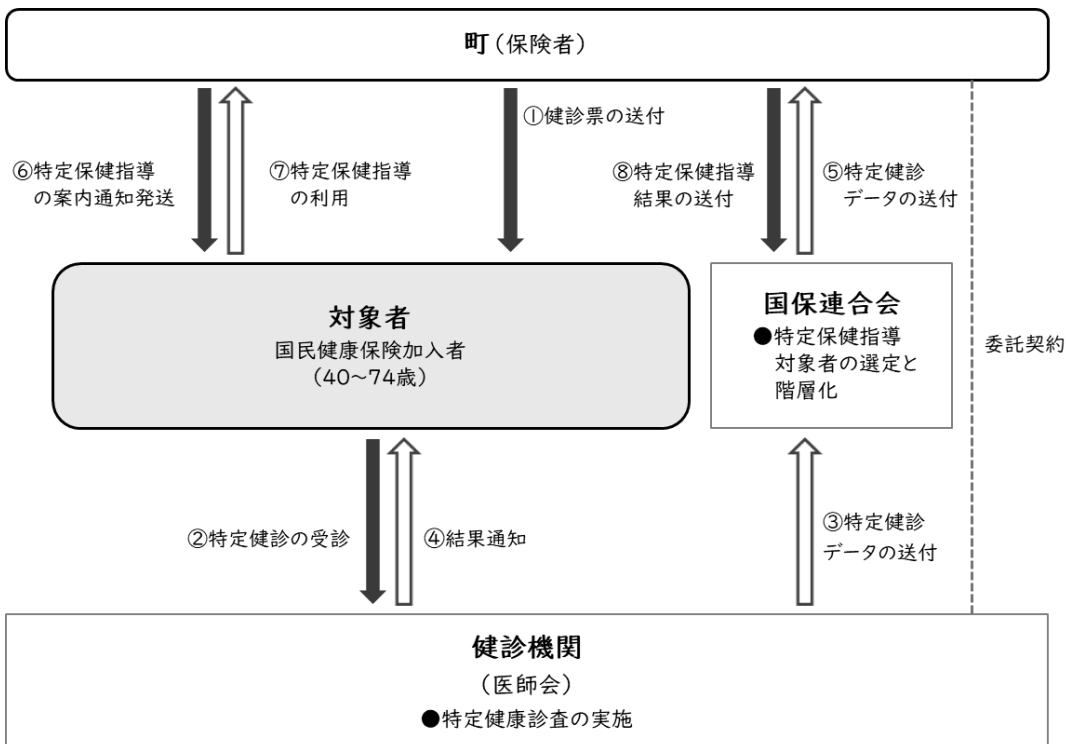 町(保険者)
①健診票の送付
⑥特定保健指導
の案内通知発送
⑦特定保健指導
の利用
⑧特定保健指導
結果の送付
⑤特定健診
データの送付
対象者
国民健康保険加入者
(40~74歳)
国保連合会
●特定保健指導
対象者の選定と
階層化
委託契約
②特定健診の受診
④結果通知
③特定健診
データの送付
健診機関
(医師会)
●特定健康診査の実施